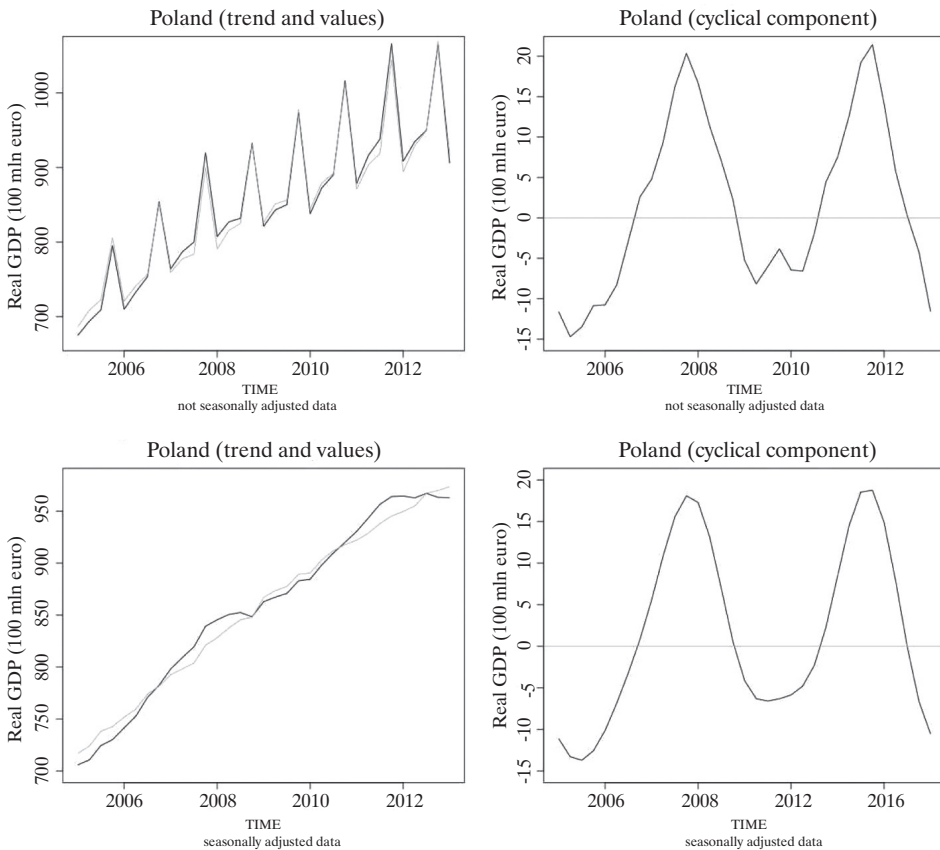 Poland (trend and values)
Real GDP (100 mln euro)
1000
900
800
700
2006 2008 2010 2012
TIME
not seasonally adjusted data
Poland (cyclical component)
Real GDP (100 mln euro)
20
15
10
5
0
-5
-10
-15
2006 2008 2010 2012
TIME
not seasonally adjusted data
Poland (trend and values)
Real GDP (100 mln euro)
950
900
850
800
750
700
2006 2008 2010 2012
TIME
seasonally adjusted data
Poland (cyclical component)
Real GDP (100 mln euro)
20
15
10
5
0
-5
-10
-15
2006 2008 2012 2016
TIME
seasonally adjusted data